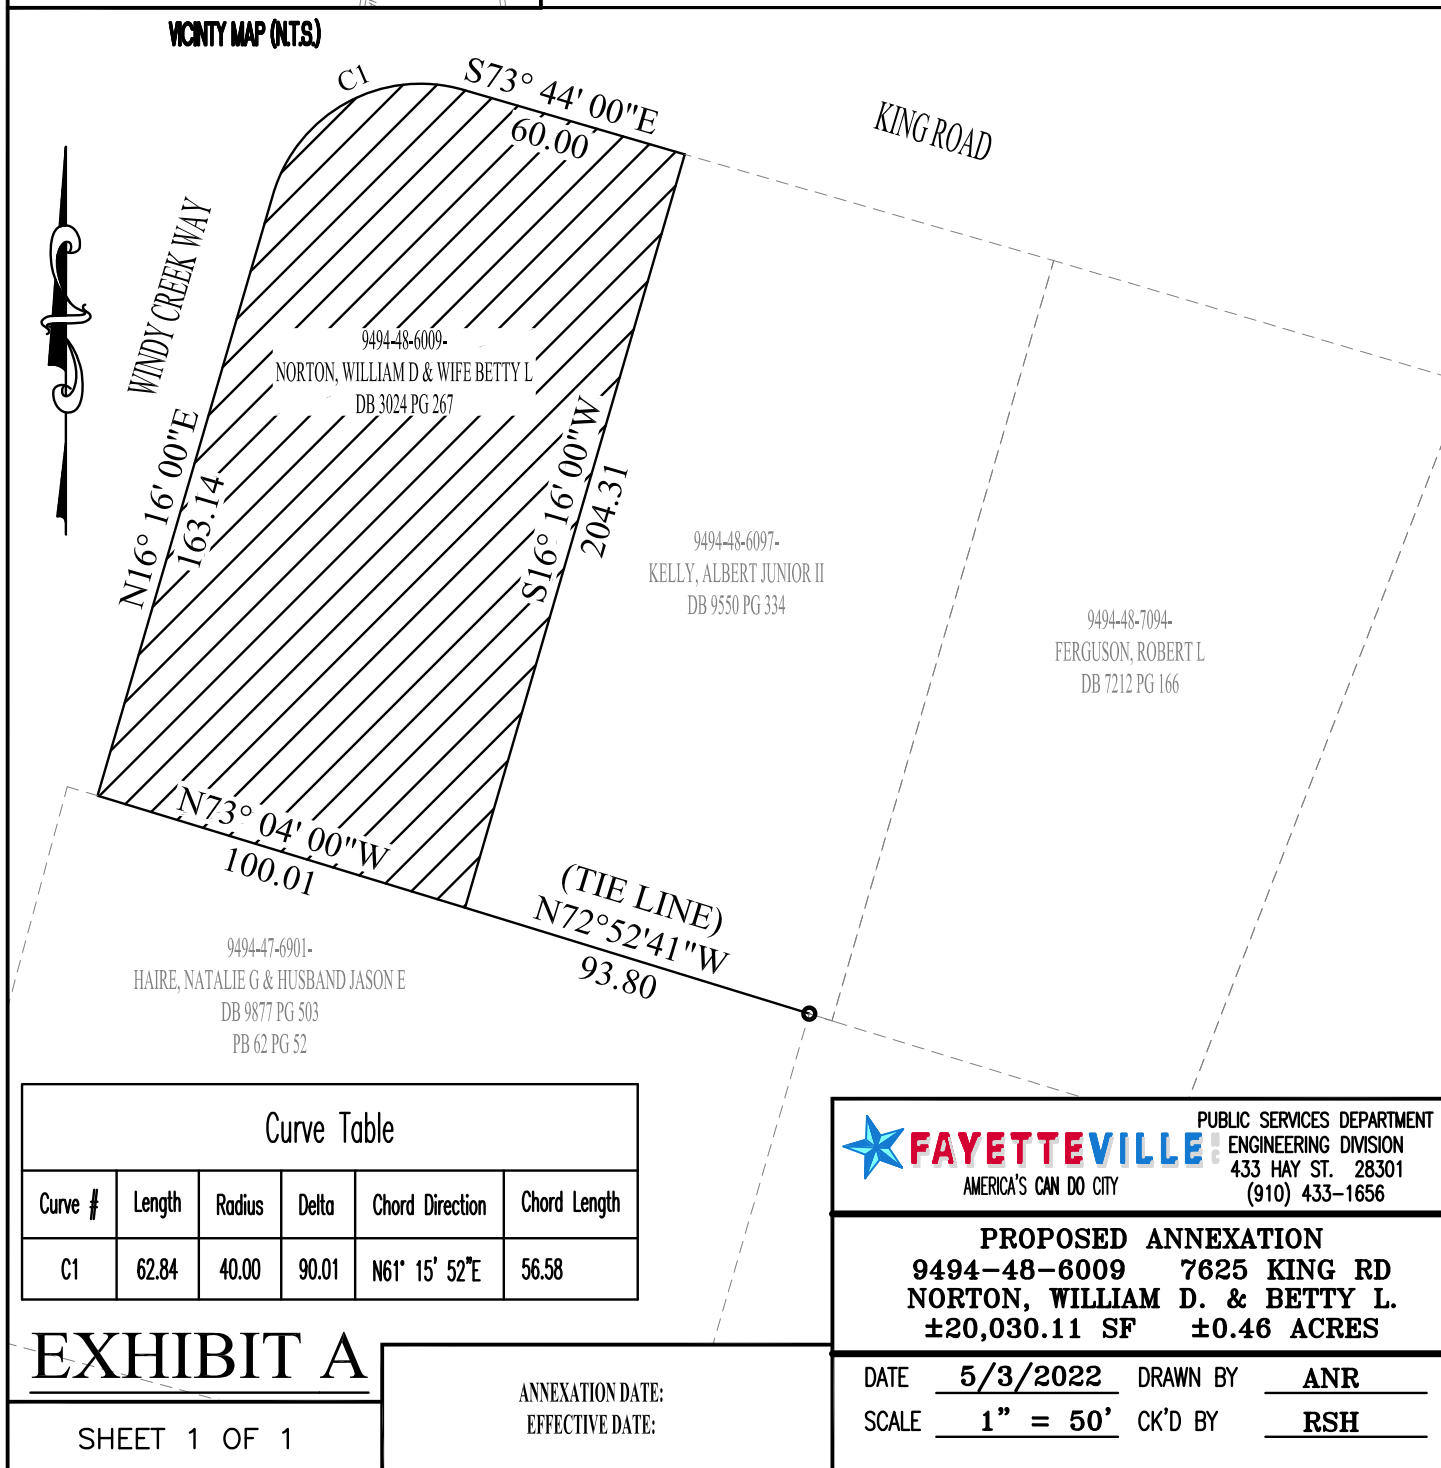 VICINTY MAP (N.T.S.)
C1
S73° 44' 00"E
60.00
KING ROAD
WINDY CREEK WAY
9494-48-6009-
NORTON, WILLIAM D & WIFE BETTY L
DB 3024 PG 267
N16° 16' 00"E
163.14
S16° 16' 00"W
204.31
9494-48-6097-
KELLY, ALBERT JUNIOR II
DB 9550 PG 334
9494-48-7094-
FERGUSON, ROBERT L
DB 7212 PG 166
N73° 04' 00"W
100.01
(TIE LINE)
N72°52'41"W
93.80
9494-47-6901-
HAIRE, NATALIE G & HUSBAND JASON E
DB 9877 PG 503
PB 62 PG 52
Curve Table
Curve # Length Radius Delta Chord Direction Chord Length
C1 62.84 40.00 90.01 N61° 15' 52"E 56.58
EXHIBIT A
SHEET 1 OF 1
ANNEXATION DATE:
EFFECTIVE DATE:
FAYETTEVILLE
AMERICA'S CAN DO CITY
PUBLIC SERVICES DEPARTMENT
ENGINEERING DIVISION
433 HAY ST. 28301
(910) 433-1656
PROPOSED ANNEXATION
9494-48-6009 7625 KING RD
NORTON, WILLIAM D. & BETTY L.
±20,030.11 SF ±0.46 ACRES
DATE 5/3/2022 DRAWN BY ANR
SCALE 1" = 50' CK'D BY RSH